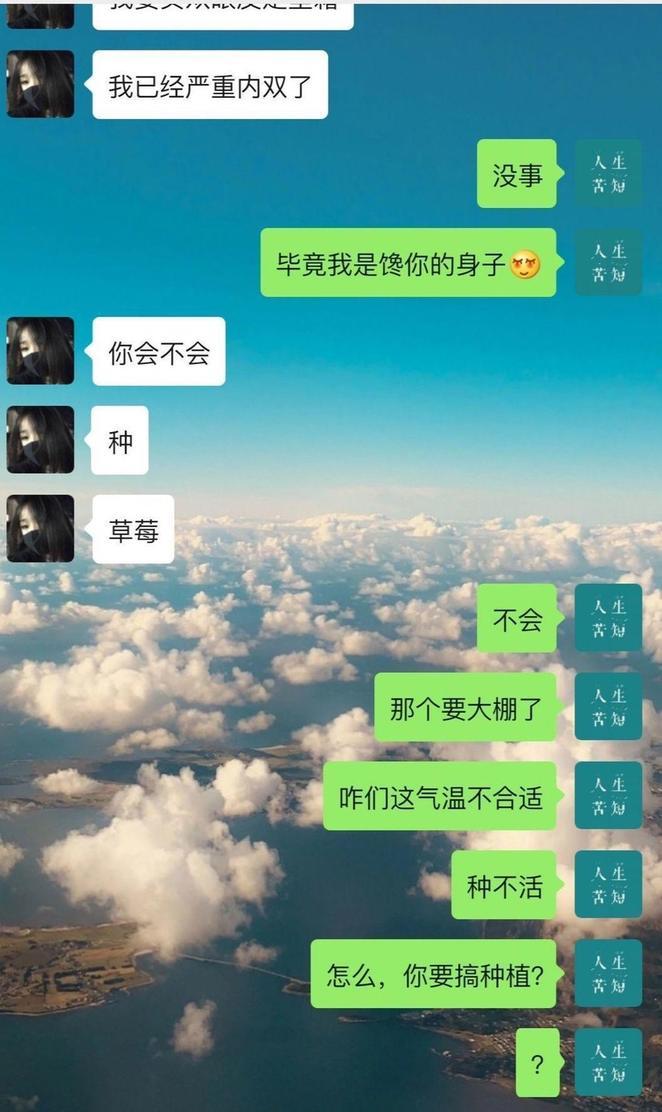 我已经严重内双了
没事
人生
苦短
毕竟我是馋你的身子
人生
苦短
你会不会
种
草莓
不会
人生
苦短
那个要大棚了
人生
苦短
咋们这气温不合适
人生
苦短
种不活
人生
苦短
怎么，你要搞种植?
人生
苦短
?
人生
苦短